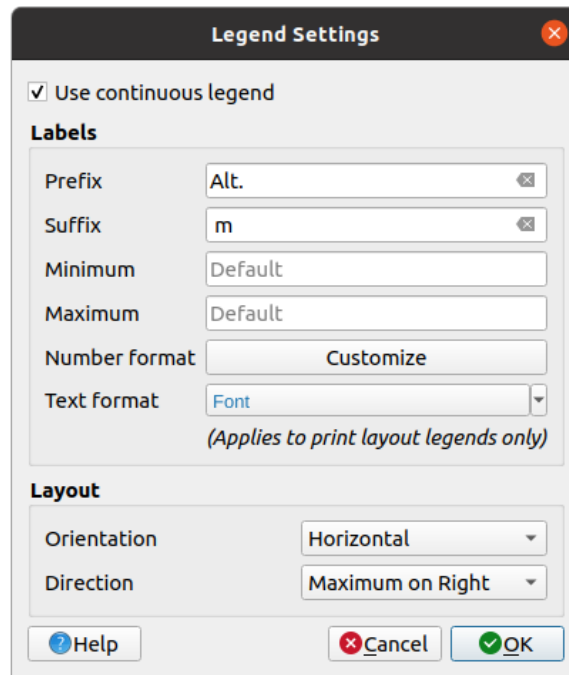 Legend Settings
Use continuous legend
Labels
Prefix Alt.
Suffix m
Minimum Default
Maximum Default
Number format Customize
Text format Font
(Applies to print layout legends only)
Layout
Orientation Horizontal
Direction Maximum on Right
Help Cancel OK